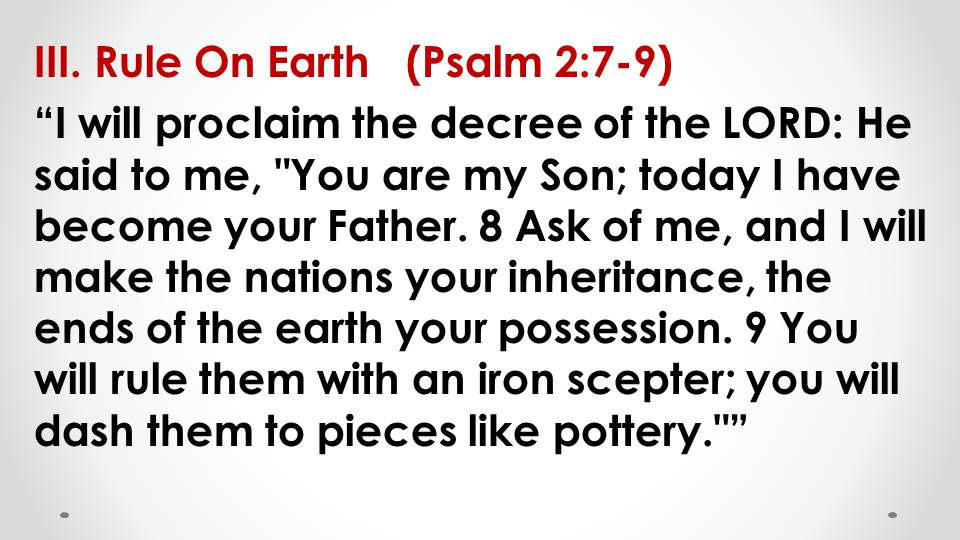 III. Rule On Earth   (Psalm 2:7-9)
“I will proclaim the decree of the LORD: He
said to me, "You are my Son; today I have
become your Father. 8 Ask of me, and I will
make the nations your inheritance, the
ends of the earth your possession. 9 You
will rule them with an iron scepter; you will
dash them to pieces like pottery."”